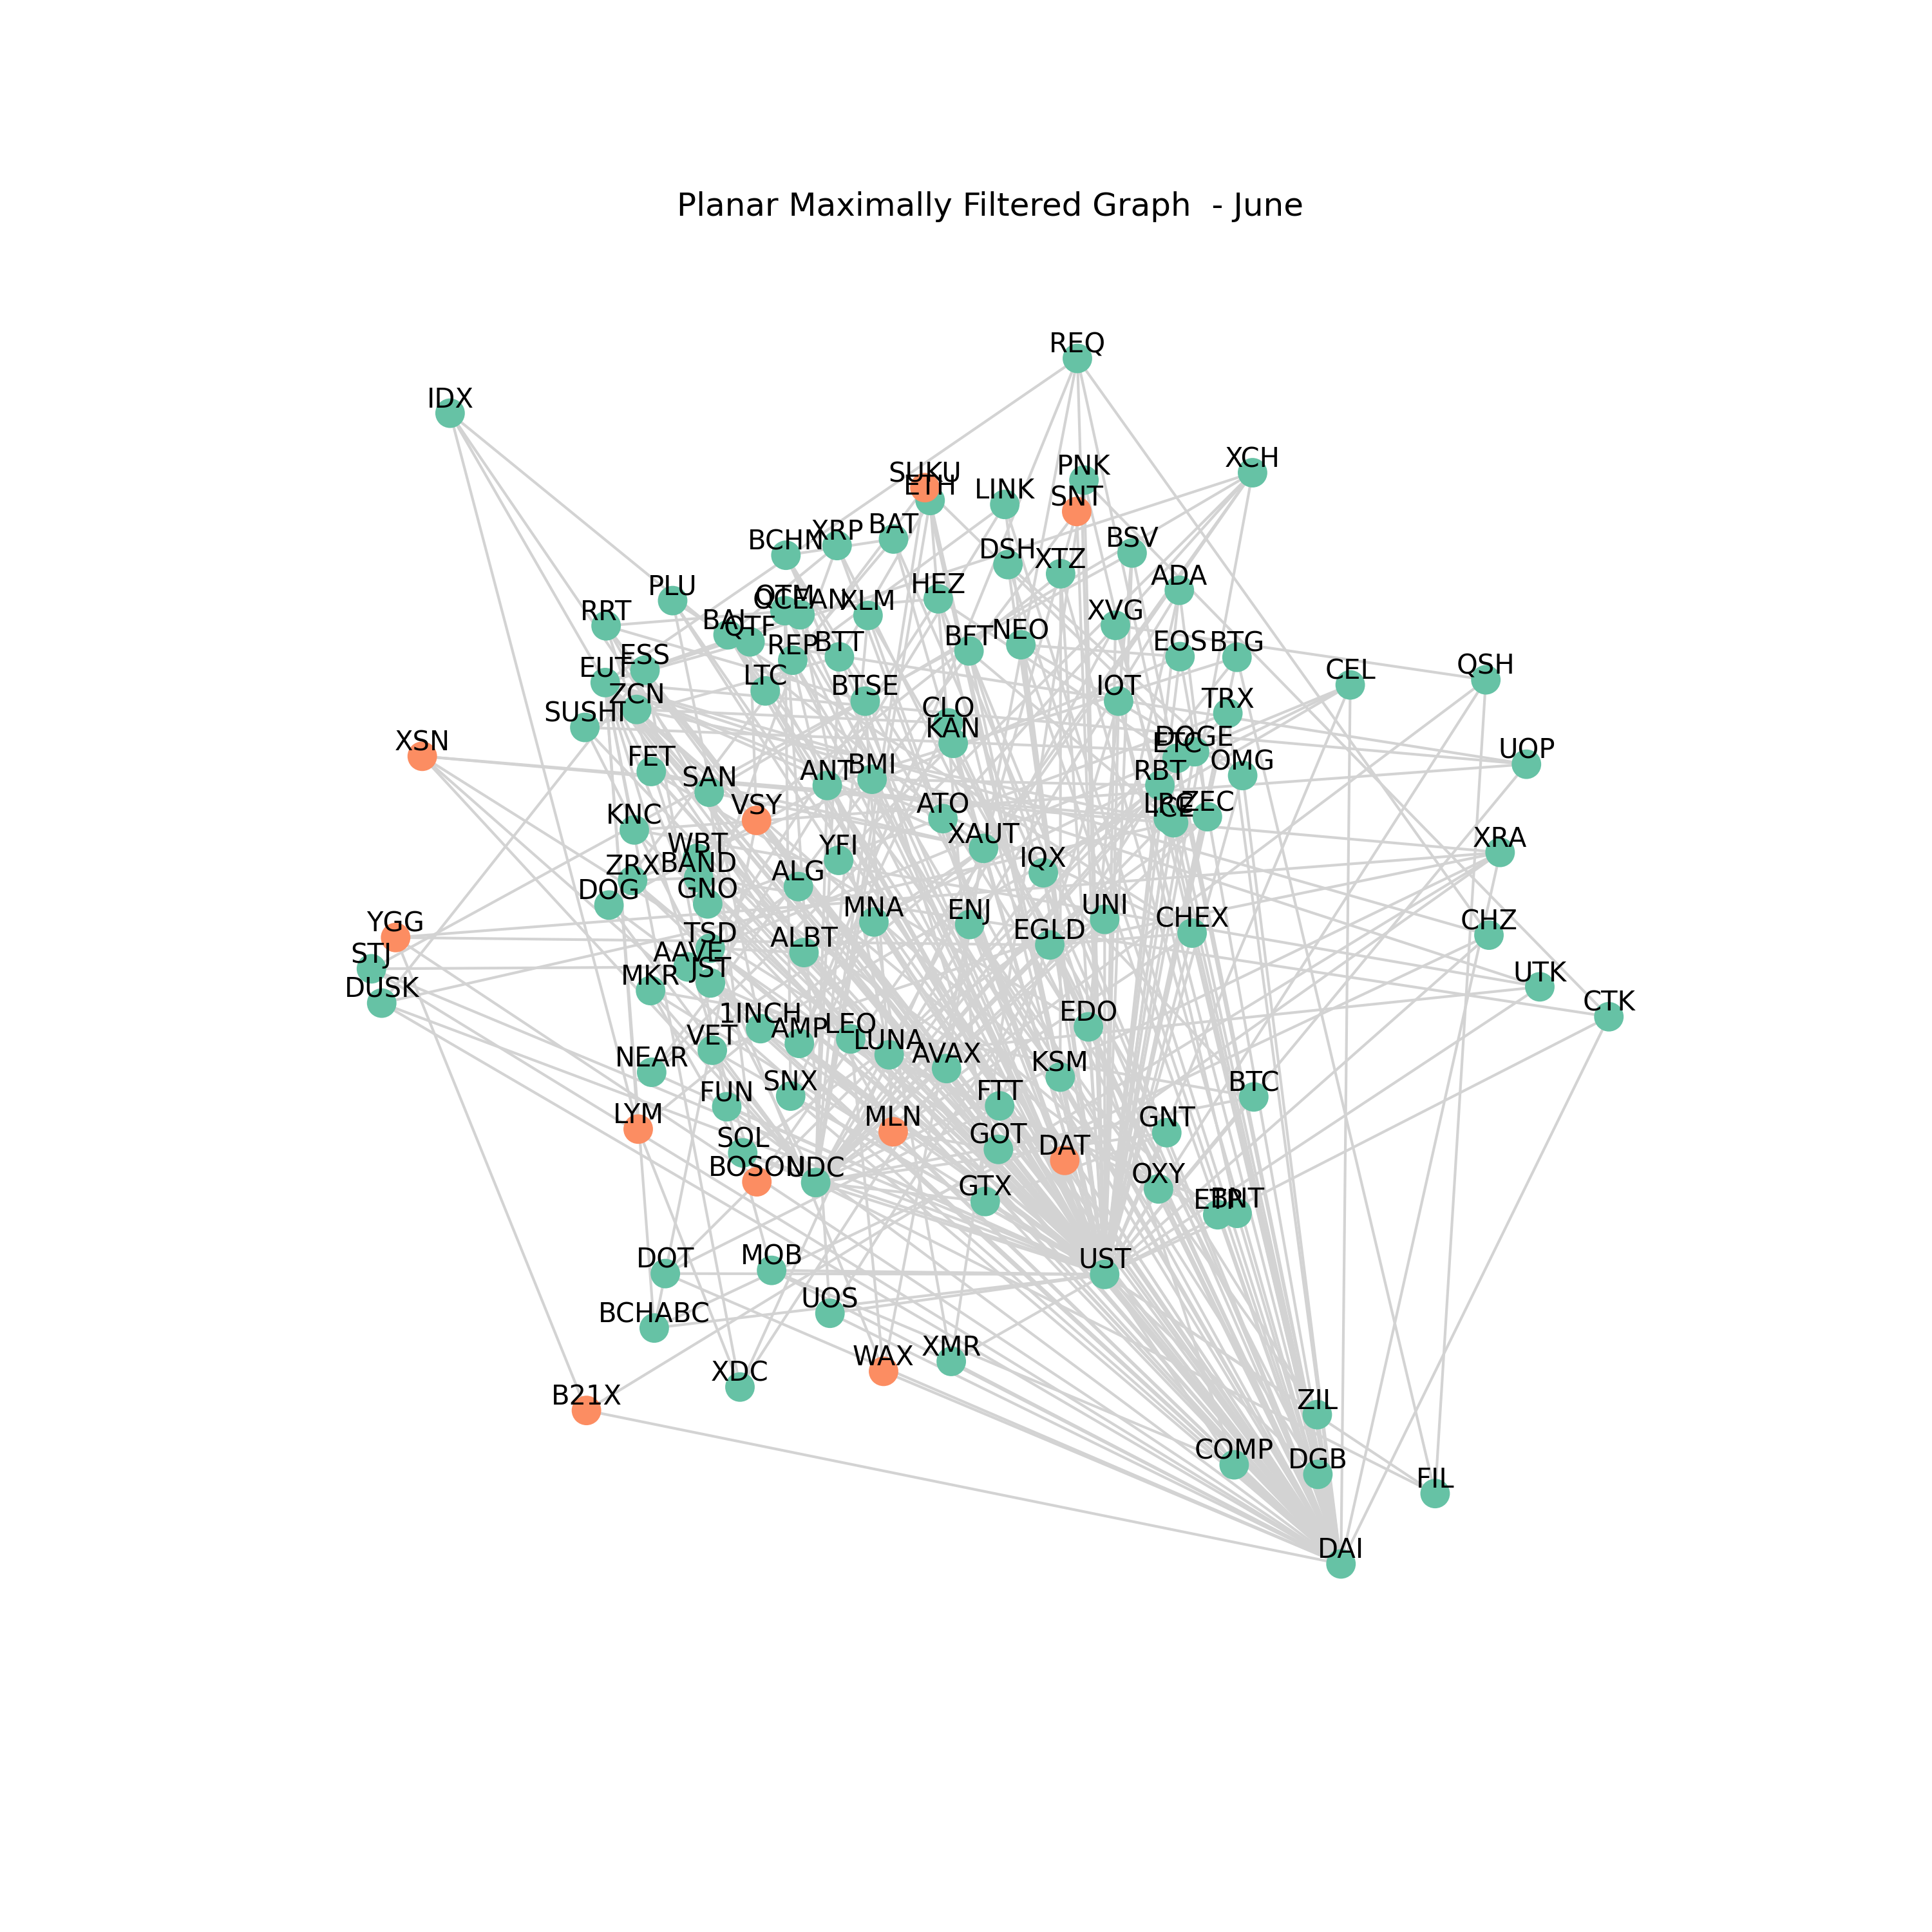 Planar Maximally Filtered Graph - June
REQ
IDX
XCH
PNK
SUKU
ETH
LINK
SNT
BAT
XRP
BCHN
BSV
DSH
XTZ
ADA
PLU
HEZ
QTM
OCEAN
XLM
RRT
XVG
BAL
QTF
BFT
NEO
REP
BTT
EOS
BTG
ESS
EUT
LTC
BTSE
IOT
CEL
QSH
ZCN
SUSHI
CLO
TRX
KAN
XSN
DOGE
ETC
UOP
FET
SAN
ANT
BMI
RBT
OMG
VSY
KNC
ATO
ZEC
ICE
XAUT
WBT
YFI
XRA
ZRX
BAND
ALG
IQX
DOG
GNO
MNA
ENJ
UNI
CHEX
CHZ
YGG
TSD
ALBT
EGLD
STJ
AAVE
JST
MKR
DUSK
UTK
CTK
1INCH
AMP
LEO
EDO
VET
LUNA
NEAR
AVAX
KSM
SNX
BTC
FUN
FTT
LYM
MLN
GNT
SOL
GOT
DAT
BOSON
UDC
OXY
GTX
ETP
BNT
DOT
MOB
UST
UOS
BCHABC
WAX
XMR
XDC
B21X
ZIL
COMP
DGB
FIL
DAI